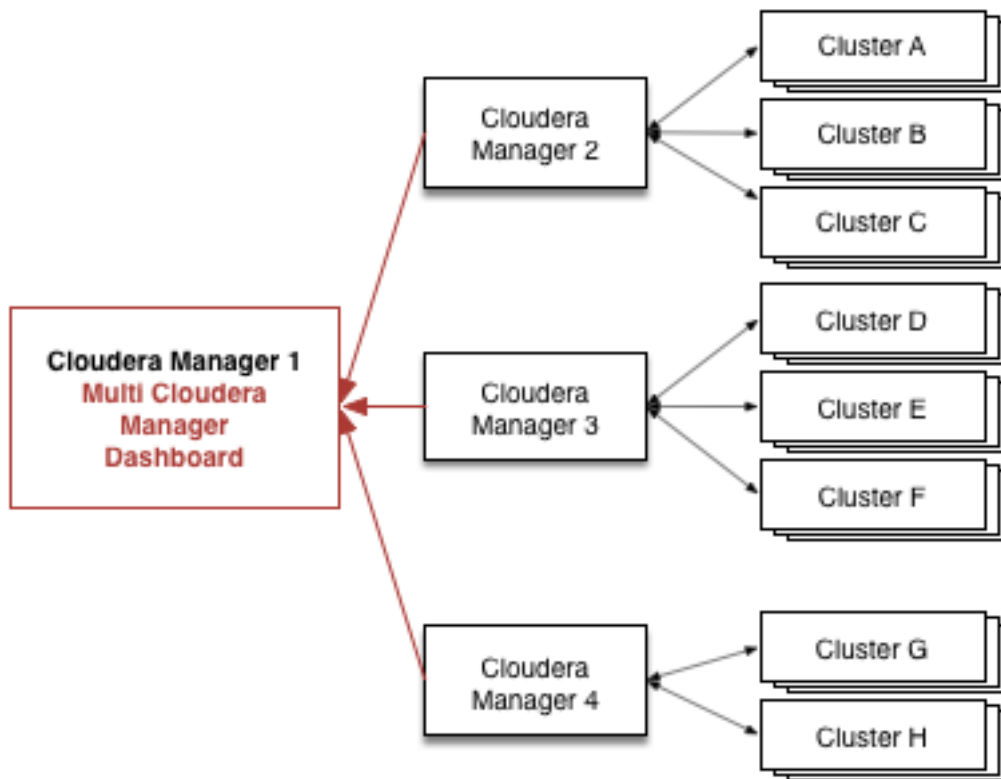 Cluster A
Cloudera
Manager 2
Cluster B
Cluster C
Cloudera Manager 1
Multi Cloudera
Manager
Dashboard
Cloudera
Manager 3
Cluster D
Cluster E
Cluster F
Cloudera
Manager 4
Cluster G
Cluster H